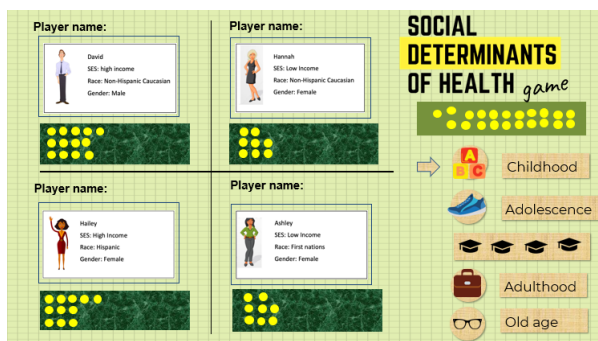 Player name:
David
SES: high income
Race: Non-Hispanic Caucasian
Gender: Male
Player name:
Hannah
SES: Low Income
Race: Non-Hispanic Caucasian
Gender: Female
Player name:
Hailey
SES: High Income
Race: Hispanic
Gender: Female
Player name:
Ashley
SES: Low Income
Race: First nations
Gender: Female
SOCIAL
DETERMINANTS
OF HEALTH game
A
B C
Childhood
Adolescence
Adulthood
Old age